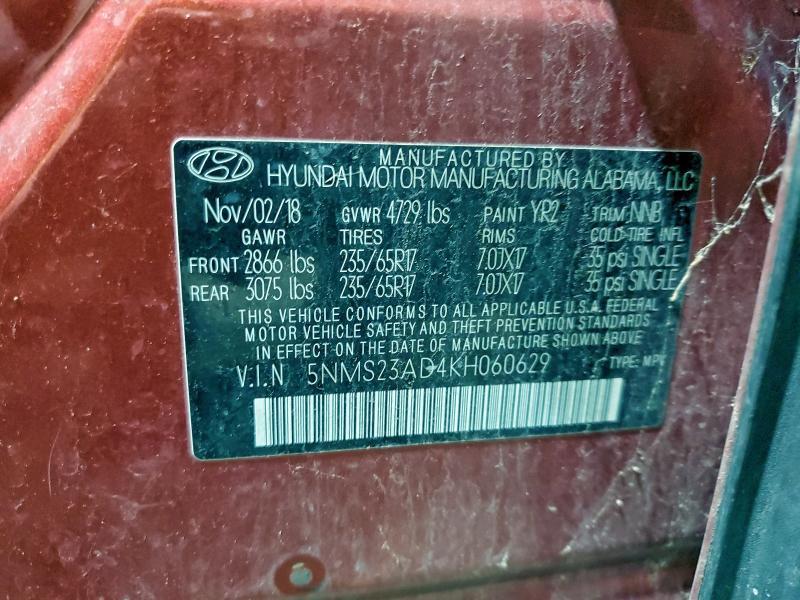 MANUFACTURED BY
HYUNDAI MOTOR MANUFACTURING ALABAMA, LLC
Nov/02/18 GVWR 4729 lbs PAINT YR2 TRIM NNB
GAWR TIRES RIMS COLD-TIRE INFL
FRONT 2866 lbs 235/65R17 7.0JX17 35 psi SINGLE
REAR 3075 lbs 235/65R17 7.0JX17 35 psi SINGLE
THIS VEHICLE CONFORMS TO ALL APPLICABLE U.S.A. FEDERAL
MOTOR VEHICLE SAFETY AND THEFT PREVENTION STANDARDS
IN EFFECT ON THE DATE OF MANUFACTURE SHOWN ABOVE
V.I.N 5NMS23AD4KH060629 TYPE: MPV